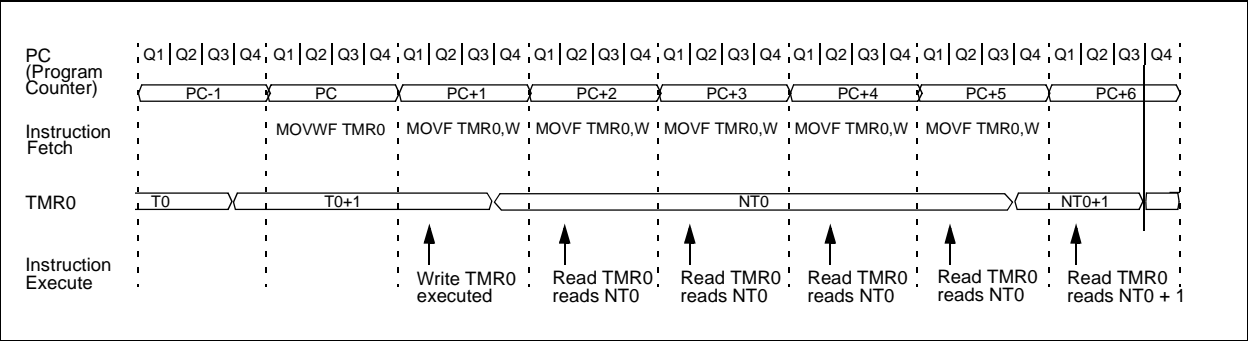 PC
(Program
Counter)
Q1 Q2 Q3 Q4 Q1 Q2 Q3 Q4 Q1 Q2 Q3 Q4 Q1 Q2 Q3 Q4 Q1 Q2 Q3 Q4 Q1 Q2 Q3 Q4 Q1 Q2 Q3 Q4 Q1 Q2 Q3 Q4
PC-1 PC PC+1 PC+2 PC+3 PC+4 PC+5 PC+6
Instruction
Fetch
MOVWF TMR0 MOVF TMR0,W MOVF TMR0,W MOVF TMR0,W MOVF TMR0,W MOVF TMR0,W
TMR0 T0 T0+1 NT0 NT0+1
Instruction
Execute
Write TMR0
executed
Read TMR0
reads NT0
Read TMR0
reads NT0
Read TMR0
reads NT0
Read TMR0
reads NT0
Read TMR0
reads NT0 + 1